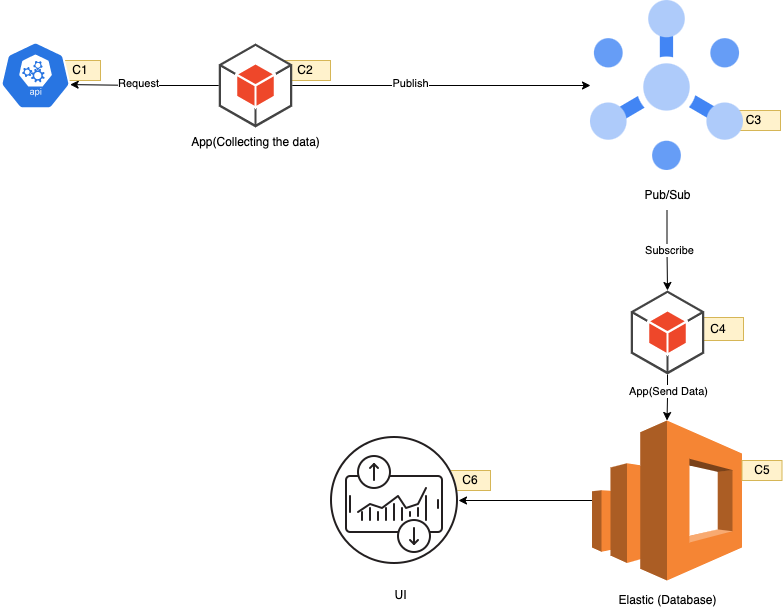 C1
api
Request
C2
App(Collecting the data)
Publish
C3
Pub/Sub
Subscribe
C4
App(Send Data)
C5
Elastic (Database)
C6
UI